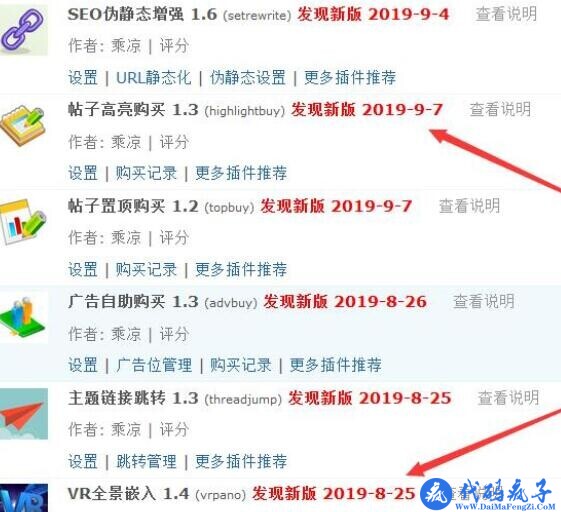 SEO伪静态增强 1.6 (setrewrite) 发现新版 2019-9-4 查看说明
作者: 乘凉 | 评分
设置 | URL静态化 | 伪静态设置 | 更多插件推荐
帖子高亮购买 1.3 (highlightbuy) 发现新版 2019-9-7 查看说明
作者: 乘凉 | 评分
设置 | 购买记录 | 更多插件推荐
帖子置顶购买 1.2 (topbuy) 发现新版 2019-9-7 查看说明
作者: 乘凉 | 评分
设置 | 购买记录 | 更多插件推荐
广告自助购买 1.3 (advbuy) 发现新版 2019-8-26 查看说明
作者: 乘凉 | 评分
设置 | 广告位管理 | 购买记录 | 更多插件推荐
主题链接跳转 1.3 (threadjump) 发现新版 2019-8-25 查看说明
作者: 乘凉 | 评分
设置 | 跳转管理 | 更多插件推荐
VR
VR全景嵌入 1.4 (vrpano) 发现新版 2019-8-25 查看说明
疯 代码疯子
www.DaiMaFengZi.Com